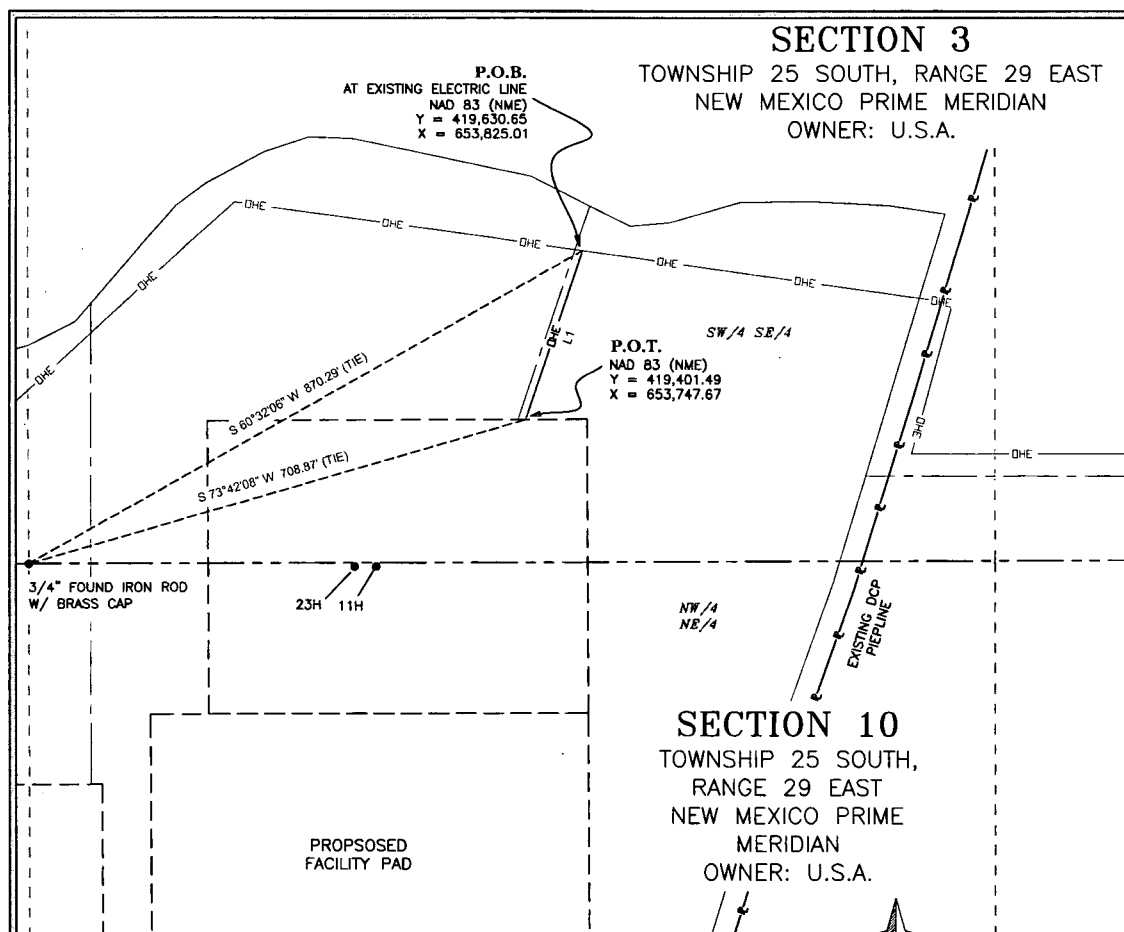 SECTION 3
TOWNSHIP 25 SOUTH, RANGE 29 EAST
NEW MEXICO PRIME MERIDIAN
OWNER: U.S.A.
P.O.B.
AT EXISTING ELECTRIC LINE
NAD 83 (NME)
Y = 419,630.65
X = 653,825.01
OHE
OHE
OHE
OHE
OHE
OHE
OHE
OHE
OHE
L1
OHE
OHE
SW/4 SE/4
P.O.T.
NAD 83 (NME)
Y = 419,401.49
X = 653,747.67
S 60°32'06" W 870.29' (TIE)
S 73°42'08" W 708.87' (TIE)
3/4" FOUND IRON ROD
W/ BRASS CAP
23H
11H
NW/4
NE/4
EXISTING DCP
PIEPLINE
SECTION 10
TOWNSHIP 25 SOUTH,
RANGE 29 EAST
NEW MEXICO PRIME
MERIDIAN
OWNER: U.S.A.
PROPSOSED
FACILITY PAD